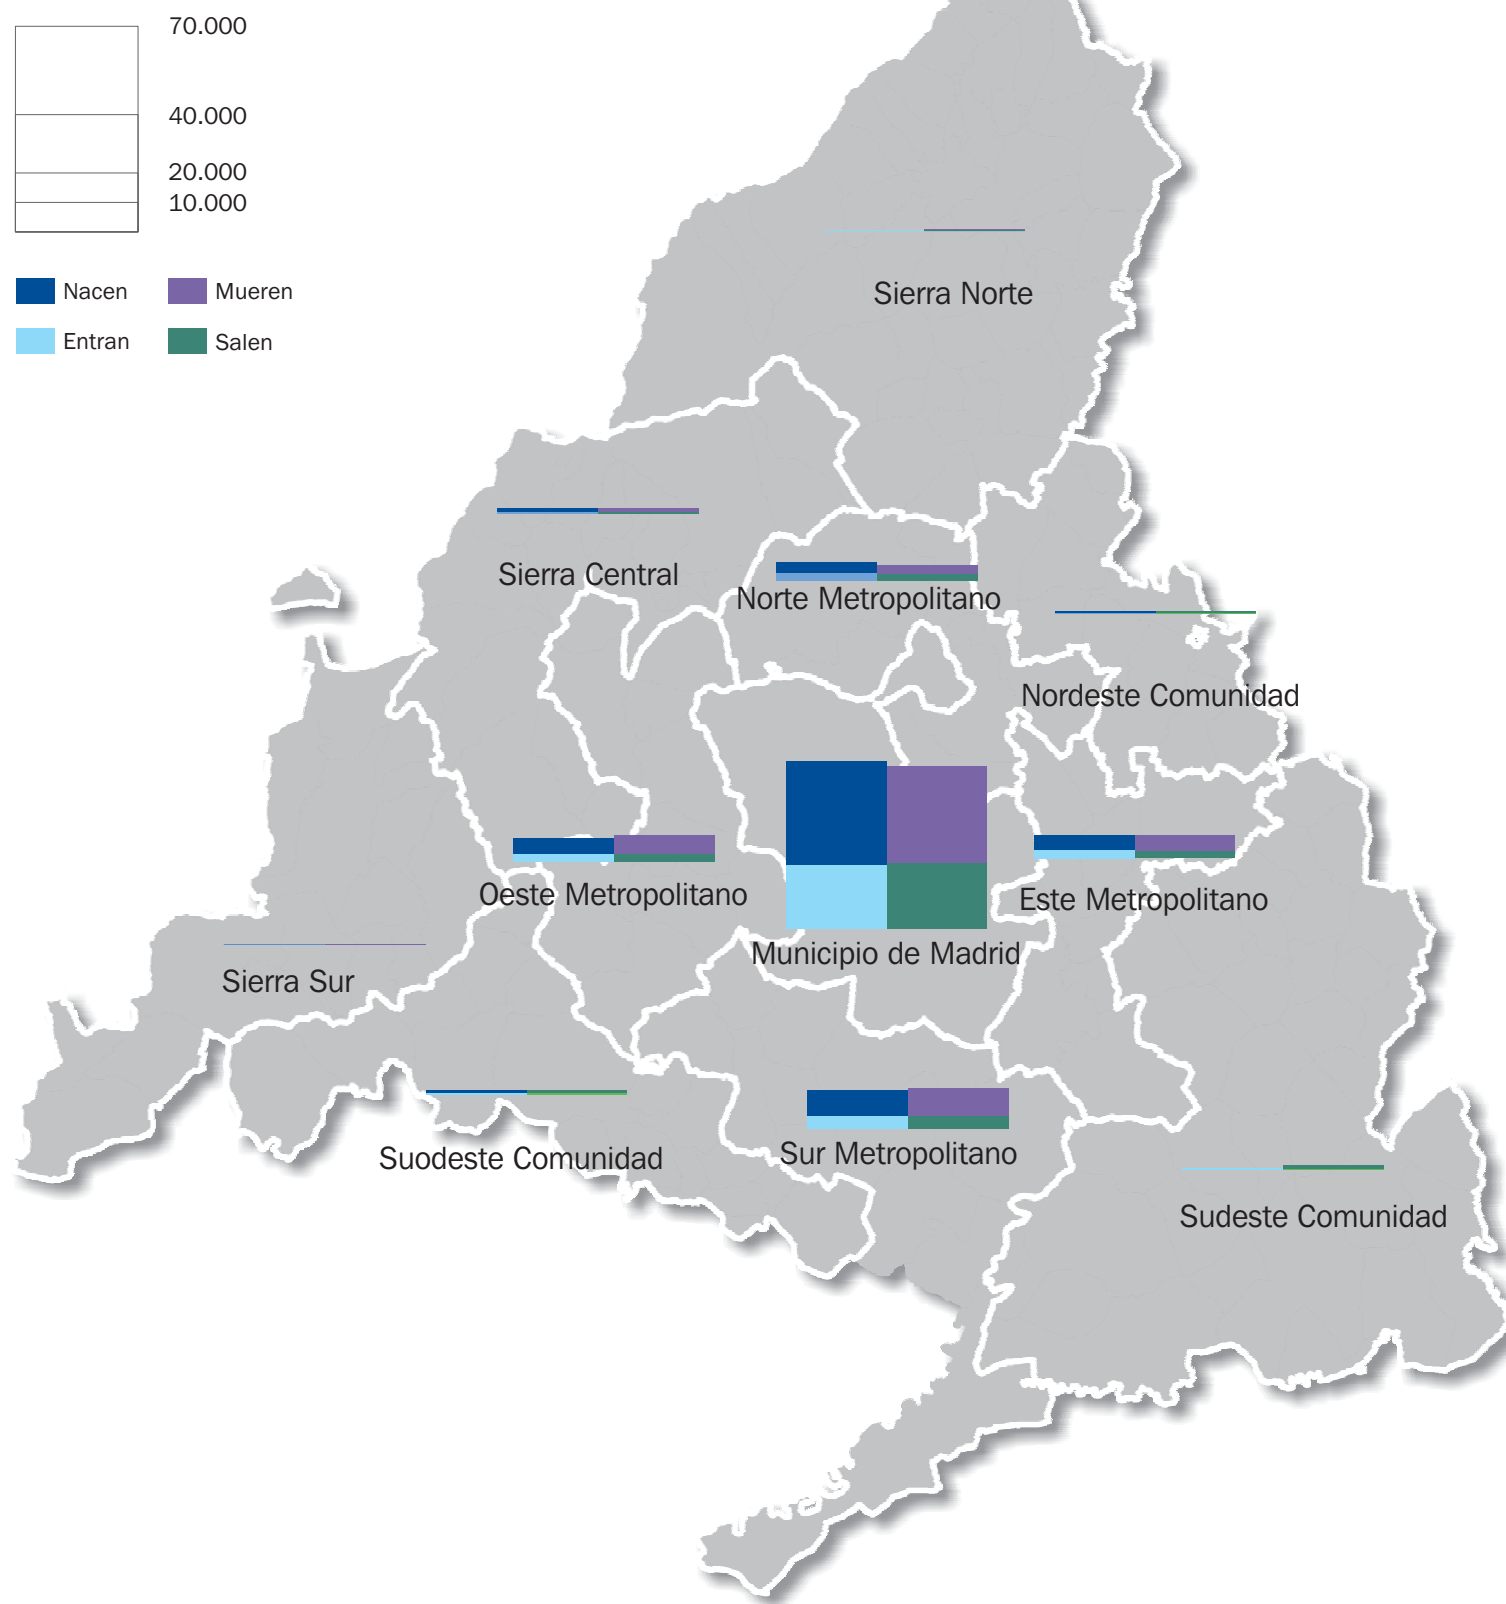 70.000
40.000
20.000
10.000
Nacen
Mueren
Entran
Salen
Sierra Norte
Sierra Central
Norte Metropolitano
Nordeste Comunidad
Oeste Metropolitano
Este Metropolitano
Municipio de Madrid
Sierra Sur
Suodeste Comunidad
Sur Metropolitano
Sudeste Comunidad